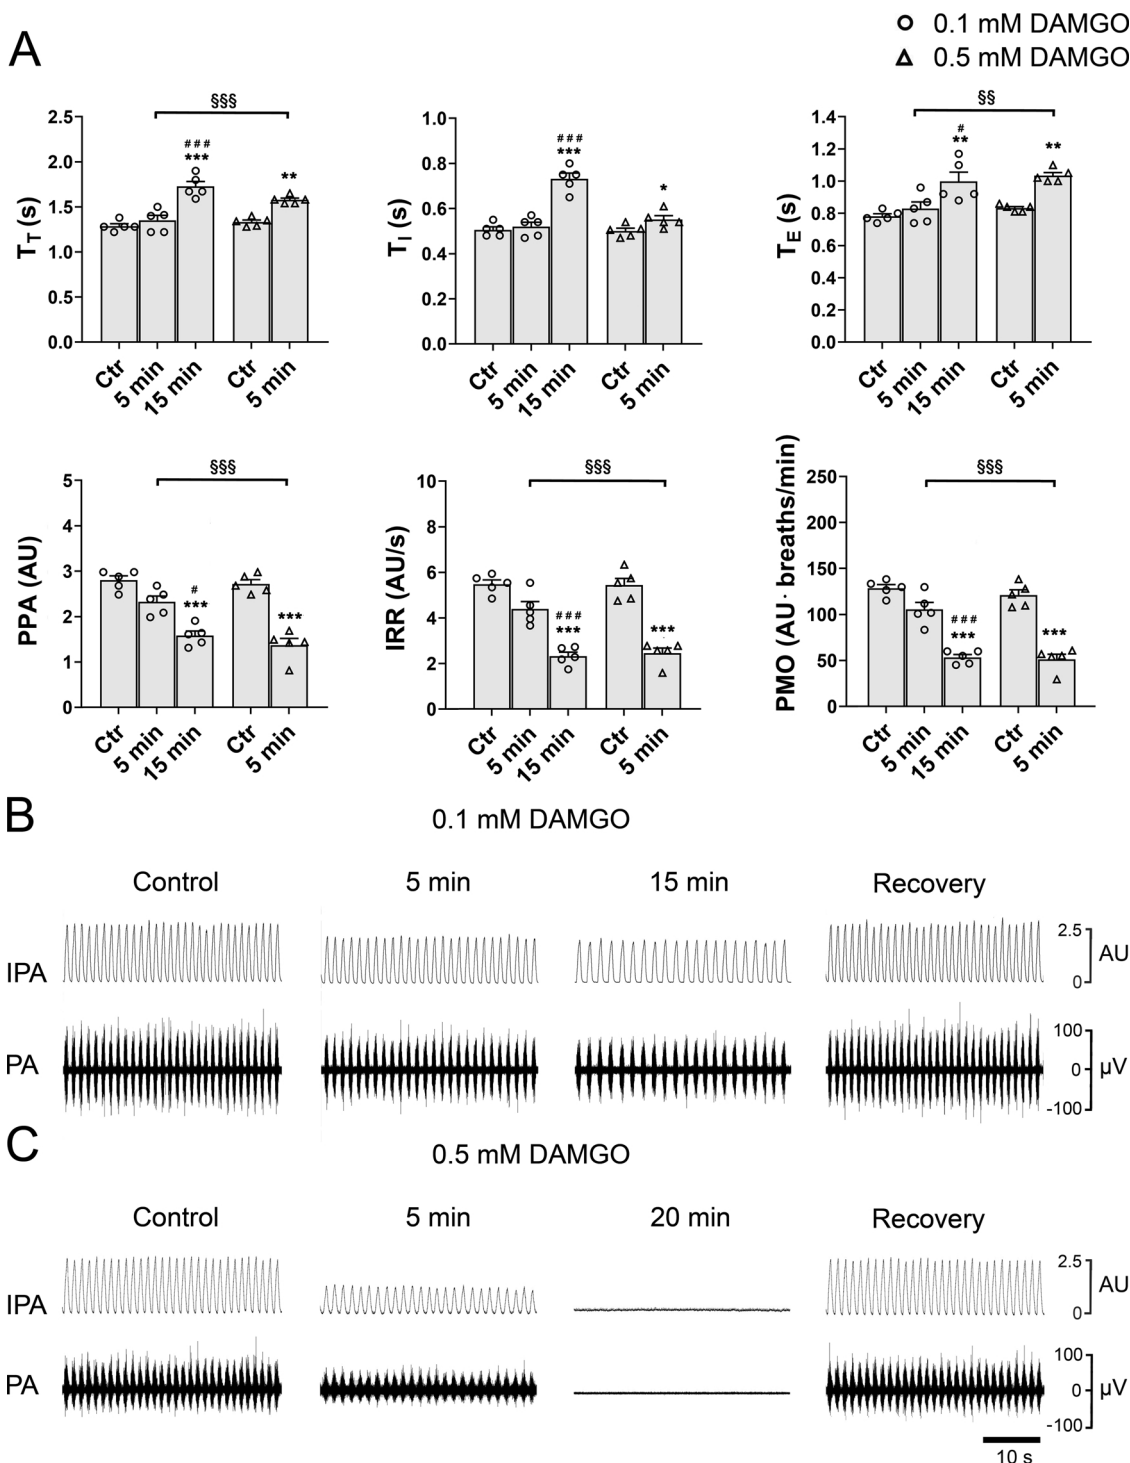 A
0.1 mM DAMGO
0.5 mM DAMGO
§§§
###
***
**
2.5
2.0
1.5
1.0
0.5
0.0
T_T (s)
Ctr
5 min
15 min
Ctr
5 min
###
***
*
1.0
0.8
0.6
0.4
0.2
0.0
T_I (s)
Ctr
5 min
15 min
Ctr
5 min
§§
#
**
**
1.4
1.2
1.0
0.8
0.6
0.4
0.2
0.0
T_E (s)
Ctr
5 min
15 min
Ctr
5 min
§§§
#
***
***
5
4
3
2
1
0
PPA (AU)
Ctr
5 min
15 min
Ctr
5 min
§§§
###
***
***
10
8
6
4
2
0
IRR (AU/s)
Ctr
5 min
15 min
Ctr
5 min
§§§
###
***
***
250
200
150
100
50
0
PMO (AU· breaths/min)
Ctr
5 min
15 min
Ctr
5 min
B
0.1 mM DAMGO
Control 5 min 15 min Recovery
IPA
2.5
0
AU
PA
100
0
-100
µV
C
0.5 mM DAMGO
Control 5 min 20 min Recovery
IPA
2.5
0
AU
PA
100
0
-100
µV
10 s